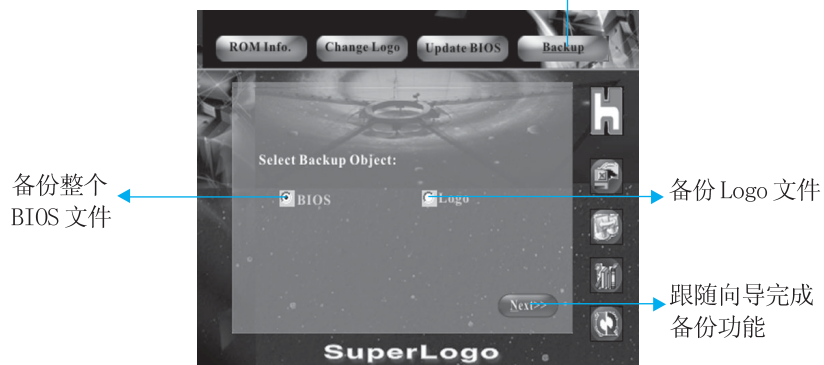 ROM Info. Change Logo Update BIOS Backup
h
Select Backup Object:
BIOS Logo
备份整个
BIOS 文件
备份 Logo 文件
Next>>
跟随向导完成
备份功能
SuperLogo